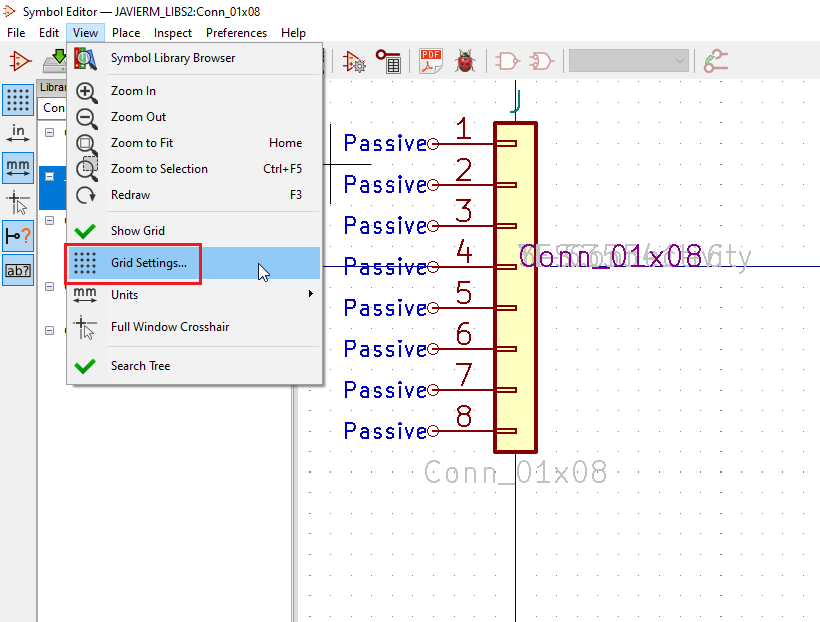 Symbol Editor — JAVIERM_LIBS2:Conn_01x08
File Edit View Place Inspect Preferences Help
Symbol Library Browser
PDF
Librar
in
Con
Zoom In
Zoom Out
mm
Zoom to Fit Home
Zoom to Selection Ctrl+F5
Redraw F3
Show Grid
ab?
Grid Settings...
mm Units
Full Window Crosshair
Search Tree
J
Passive 1
Passive 2
Passive 3
Passive 4
Conn_01x08
Passive 5
Passive 6
Passive 7
Passive 8
Conn_01x08